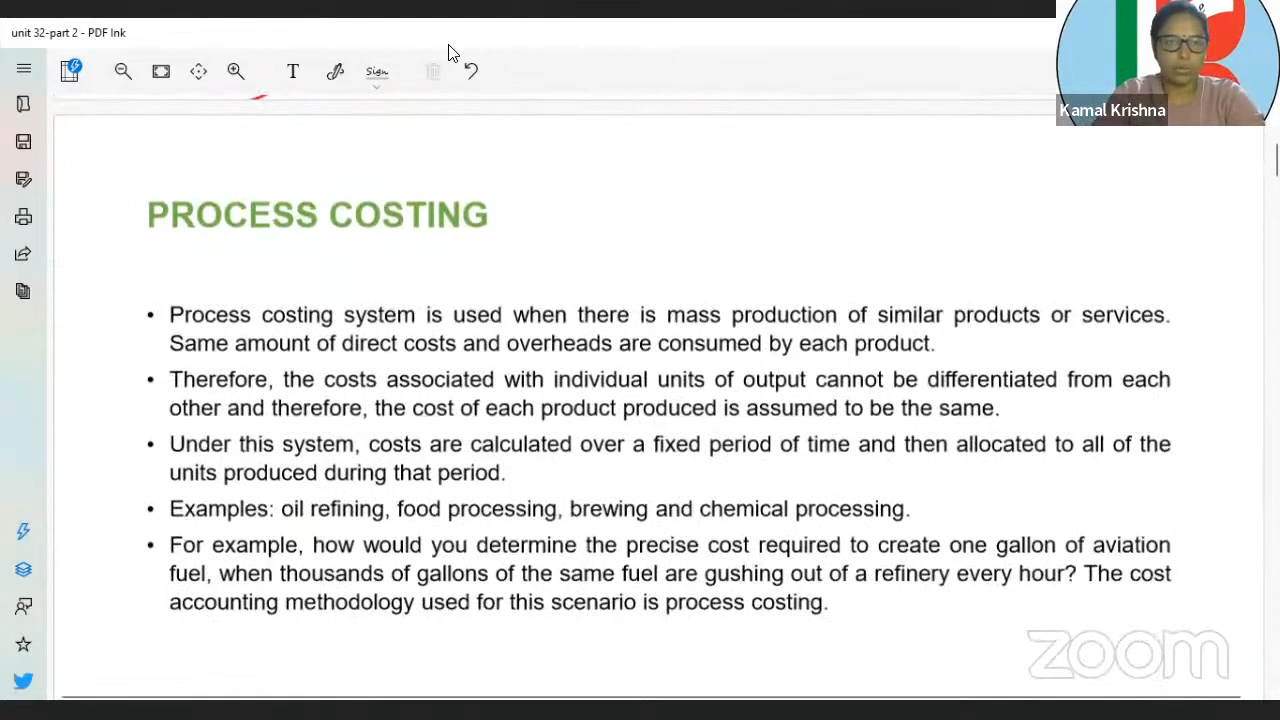 unit 32-part 2 - PDF Ink
T
Sign
Kamal Krishna
PROCESS COSTING
• Process costing system is used when there is mass production of similar products or services.
Same amount of direct costs and overheads are consumed by each product.
• Therefore, the costs associated with individual units of output cannot be differentiated from each
other and therefore, the cost of each product produced is assumed to be the same.
• Under this system, costs are calculated over a fixed period of time and then allocated to all of the
units produced during that period.
• Examples: oil refining, food processing, brewing and chemical processing.
• For example, how would you determine the precise cost required to create one gallon of aviation
fuel, when thousands of gallons of the same fuel are gushing out of a refinery every hour? The cost
accounting methodology used for this scenario is process costing.
zoom